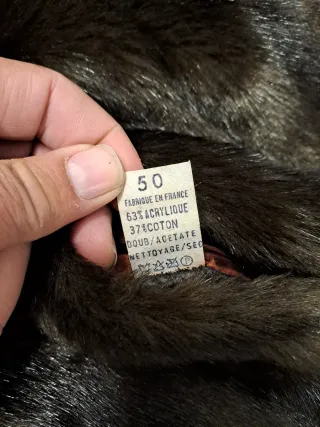 50
FABRIQUE EN FRANCE
63% ACRYLIQUE
37% COTON
DOUB/ACETATE
NETTOYAGE/SEC
P